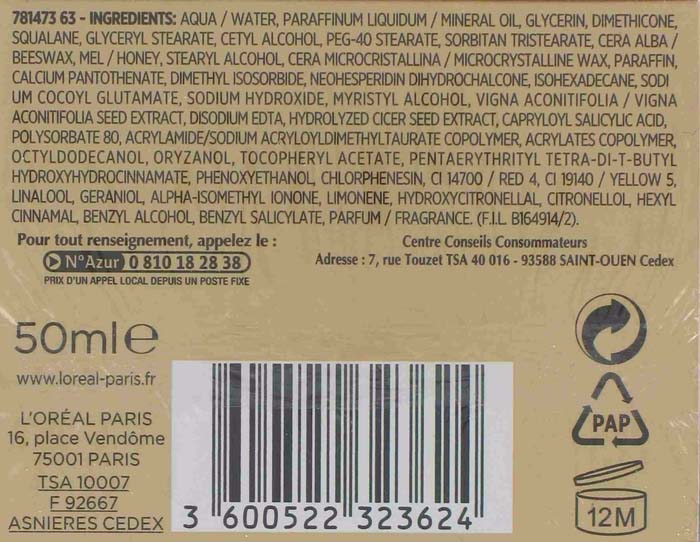 781473 63 - INGREDIENTS: AQUA / WATER, PARAFFINUM LIQUIDUM / MINERAL OIL, GLYCERIN, DIMETHICONE,
SQUALANE, GLYCERYL STEARATE, CETYL ALCOHOL, PEG-40 STEARATE, SORBITAN TRISTEARATE, CERA ALBA /
BEESWAX, MEL / HONEY, STEARYL ALCOHOL, CERA MICROCRISTALLINA / MICROCRYSTALLINE WAX, PARAFFIN,
CALCIUM PANTOTHENATE, DIMETHYL ISOSORBIDE, NEOHESPERIDIN DIHYDROCHALCONE, ISOHEXADECANE, SODI
UM COCOYL GLUTAMATE, SODIUM HYDROXIDE, MYRISTYL ALCOHOL, VIGNA ACONITIFOLIA / VIGNA
ACONITIFOLIA SEED EXTRACT, DISODIUM EDTA, HYDROLYZED CICER SEED EXTRACT, CAPRYLOYL SALICYLIC ACID,
POLYSORBATE 80, ACRYLAMIDE/SODIUM ACRYLOYLDIMETHYLTAURATE COPOLYMER, ACRYLATES COPOLYMER,
OCTYLDODECANOL, ORYZANOL, TOCOPHERYL ACETATE, PENTAERYTHRITYL TETRA-DI-T-BUTYL
HYDROXYHYDROCINNAMATE, PHENOXYETHANOL, CHLORPHENESIN, CI 14700 / RED 4, CI 19140 / YELLOW 5,
LINALOOL, GERANIOL, ALPHA-ISOMETHYL IONONE, LIMONENE, HYDROXYCITRONELLAL, CITRONELLOL, HEXYL
CINNAMAL, BENZYL ALCOHOL, BENZYL SALICYLATE, PARFUM / FRAGRANCE. (F.I.L B164914/2).
Pour tout renseignement, appelez le :
N°Azur 0 810 18 28 38
PRIX D'UN APPEL LOCAL DEPUIS UN POSTE FIXE
Centre Conseils Consommateurs
Adresse : 7, rue Touzet TSA 40 016 - 93588 SAINT-OUEN Cedex
50ml e
www.loreal-paris.fr
L'ORÉAL PARIS
16, place Vendôme
75001 PARIS
TSA 10007
F 92667
ASNIERES CEDEX
3 600522 323624
PAP
12M